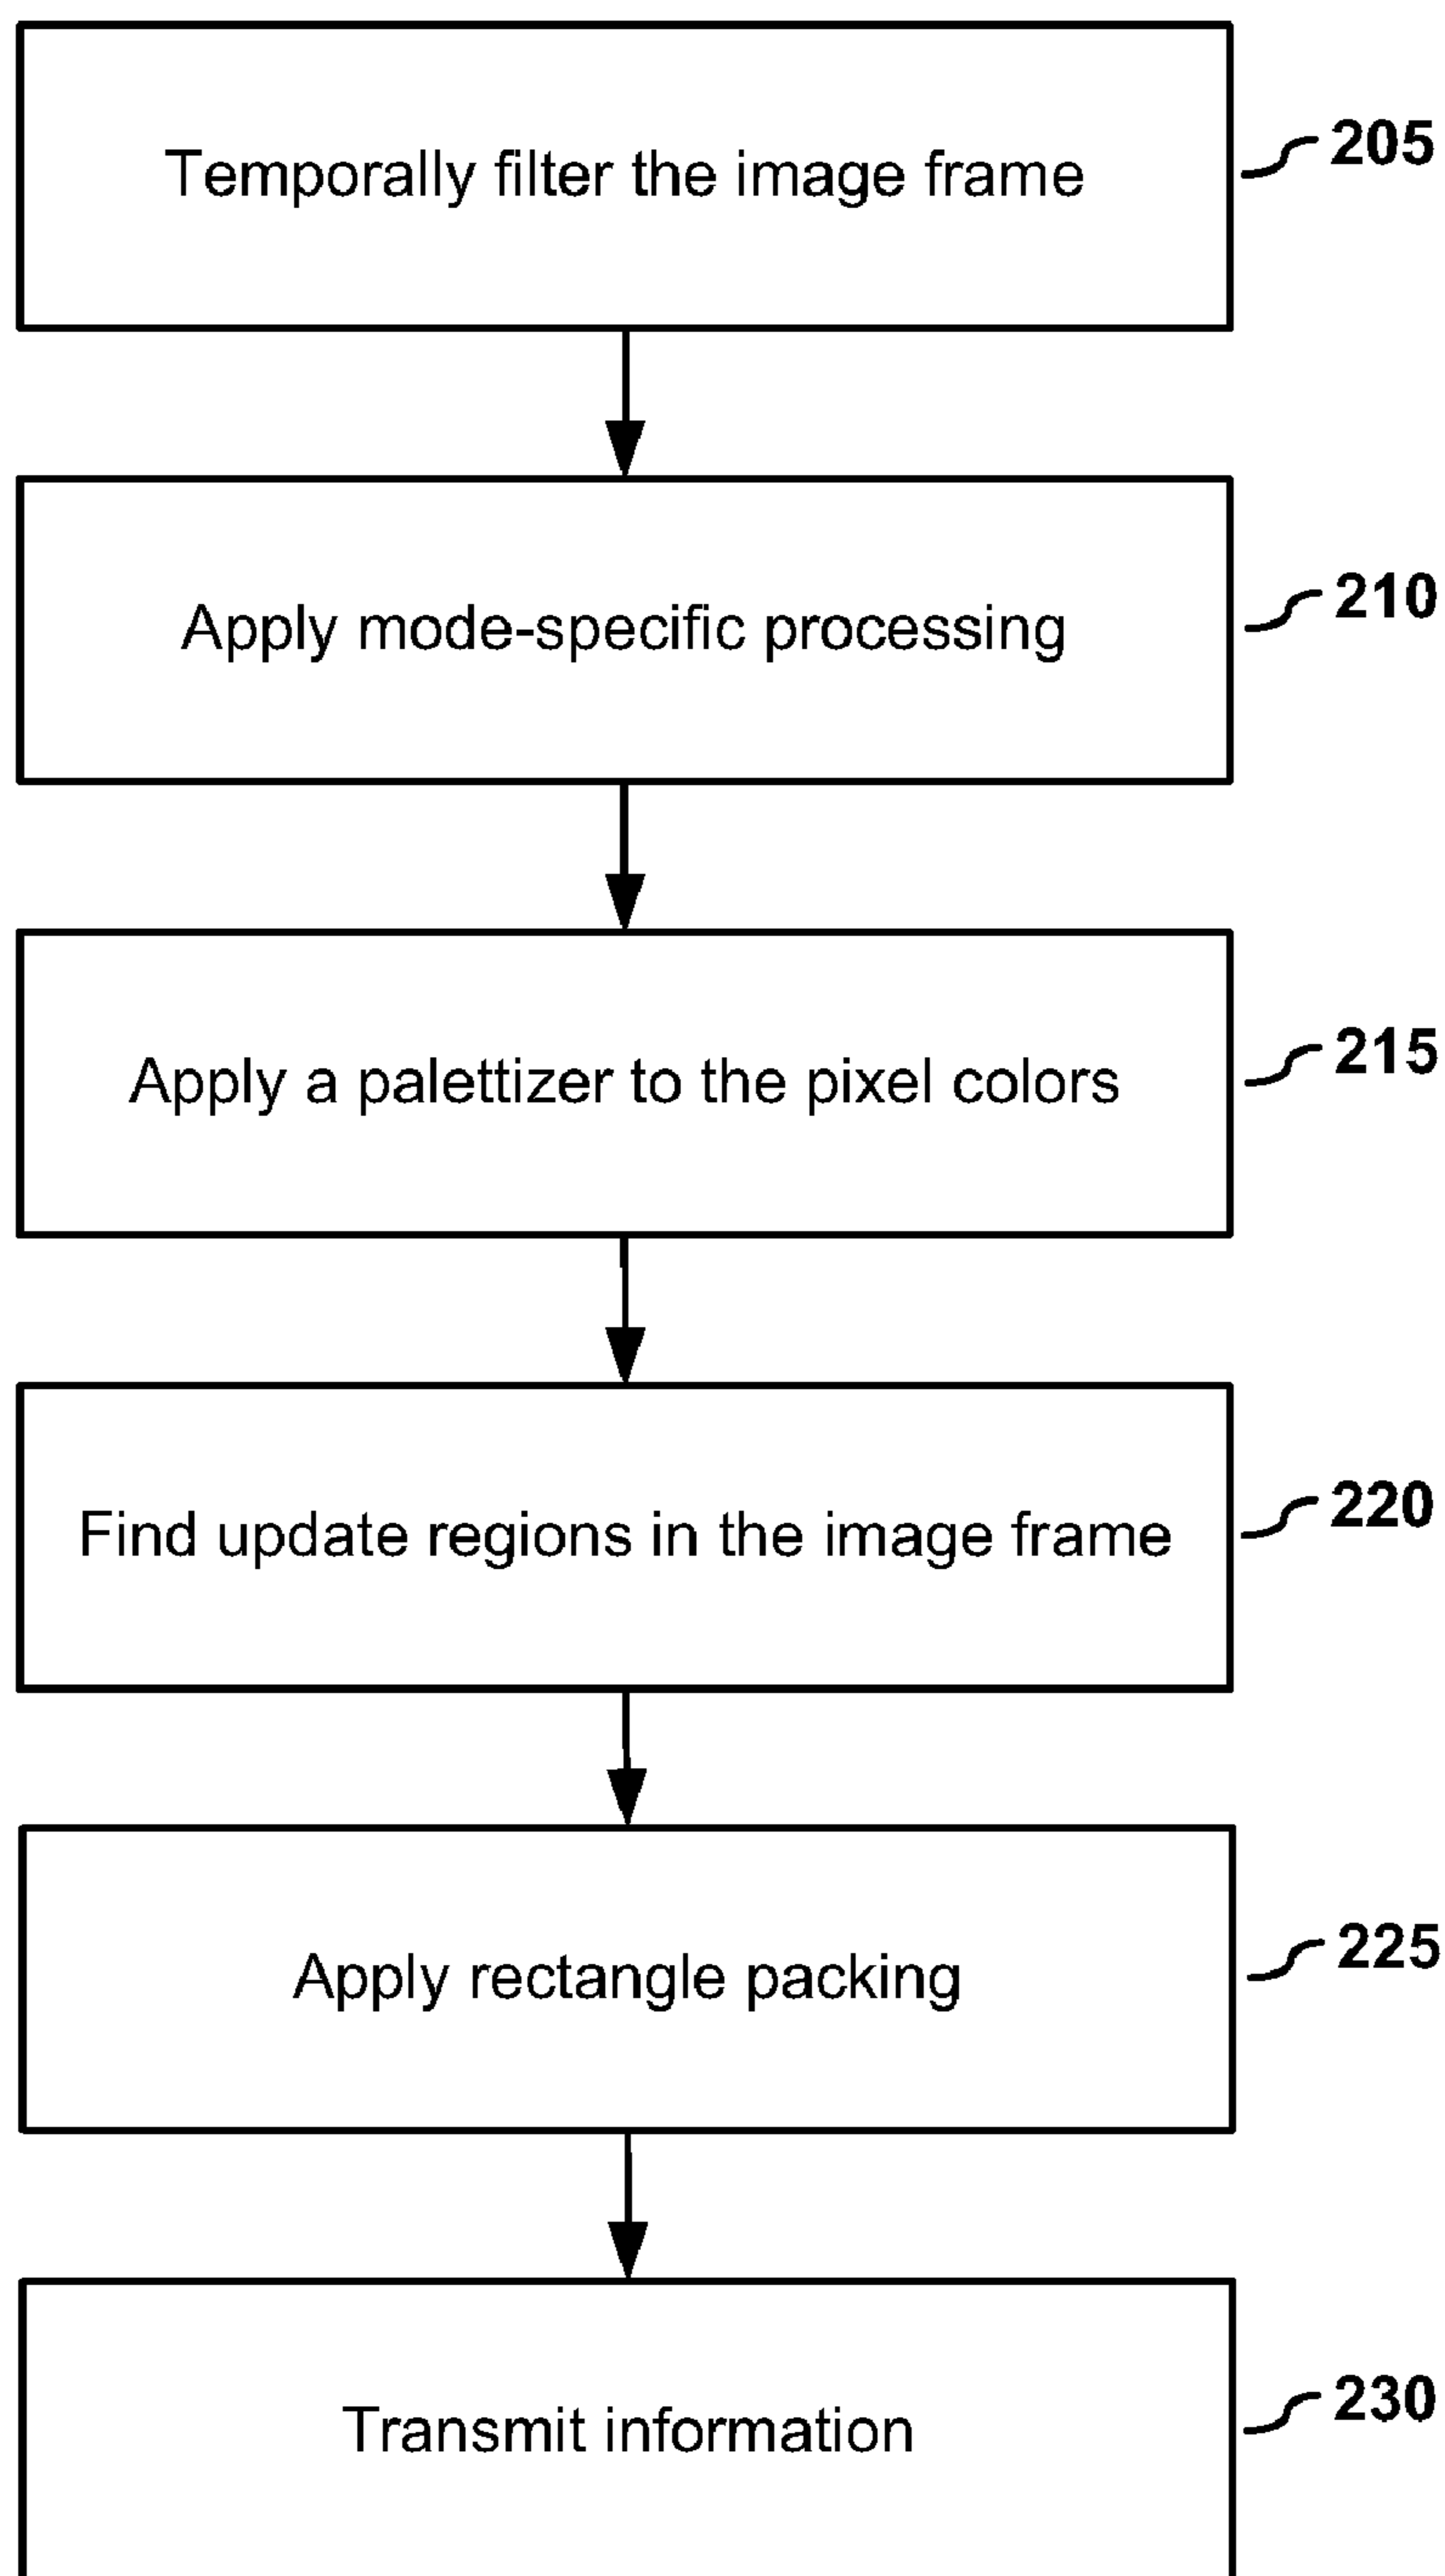 Temporally filter the image frame
205
Apply mode-specific processing
210
Apply a palettizer to the pixel colors
215
Find update regions in the image frame
220
Apply rectangle packing
225
Transmit information
230